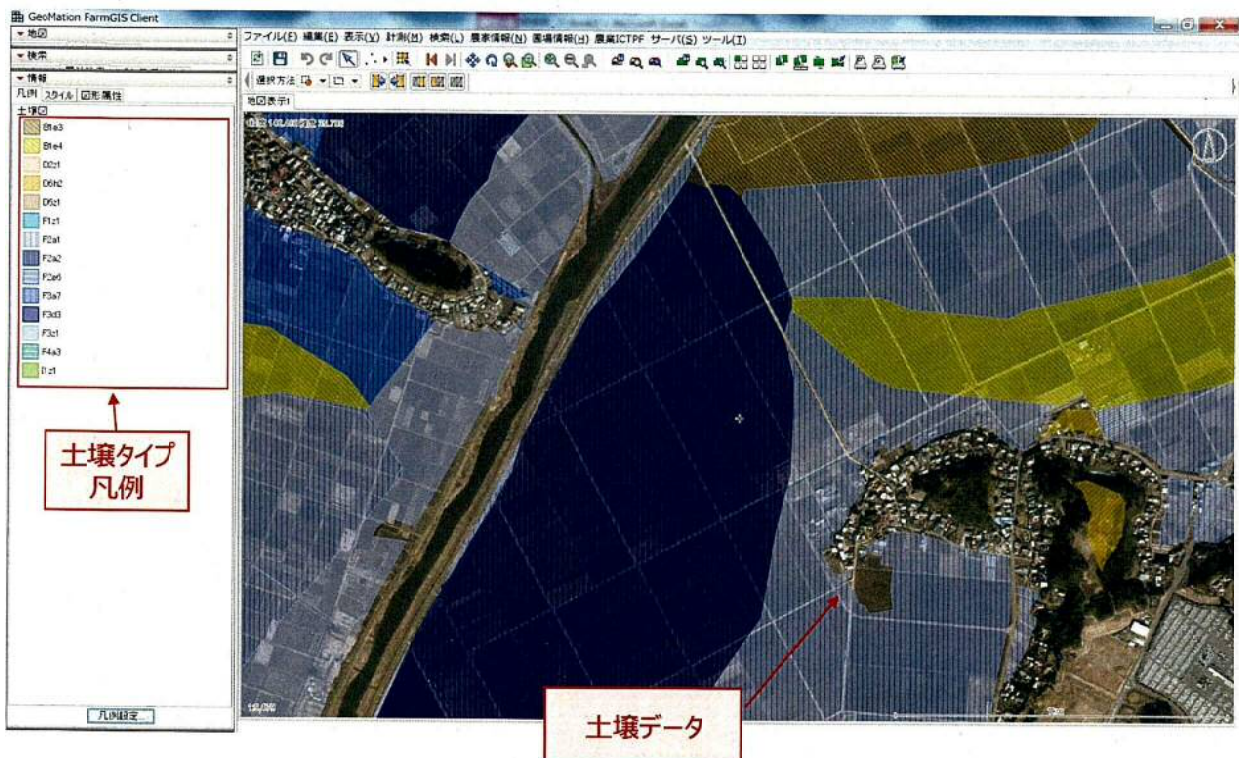 GeoMation FarmGIS Client
地図
ファイル(F) 編集(E) 表示(V) 計測(M) 検索(L) 農家情報(N) 圃場情報(H) 農業ICTPF サーバ(S) ツール(T)
検索
情報
選択方法
凡例 スタイル 図形属性
地図表示1
土壌図
B1e3
B1e4
D2z1
D6h2
D6z1
F1z1
F2a1
F2a2
F2e6
F3a7
F3d3
F3z1
F4a3
I1z1
土壌タイプ
凡例
凡例設定...
土壌データ